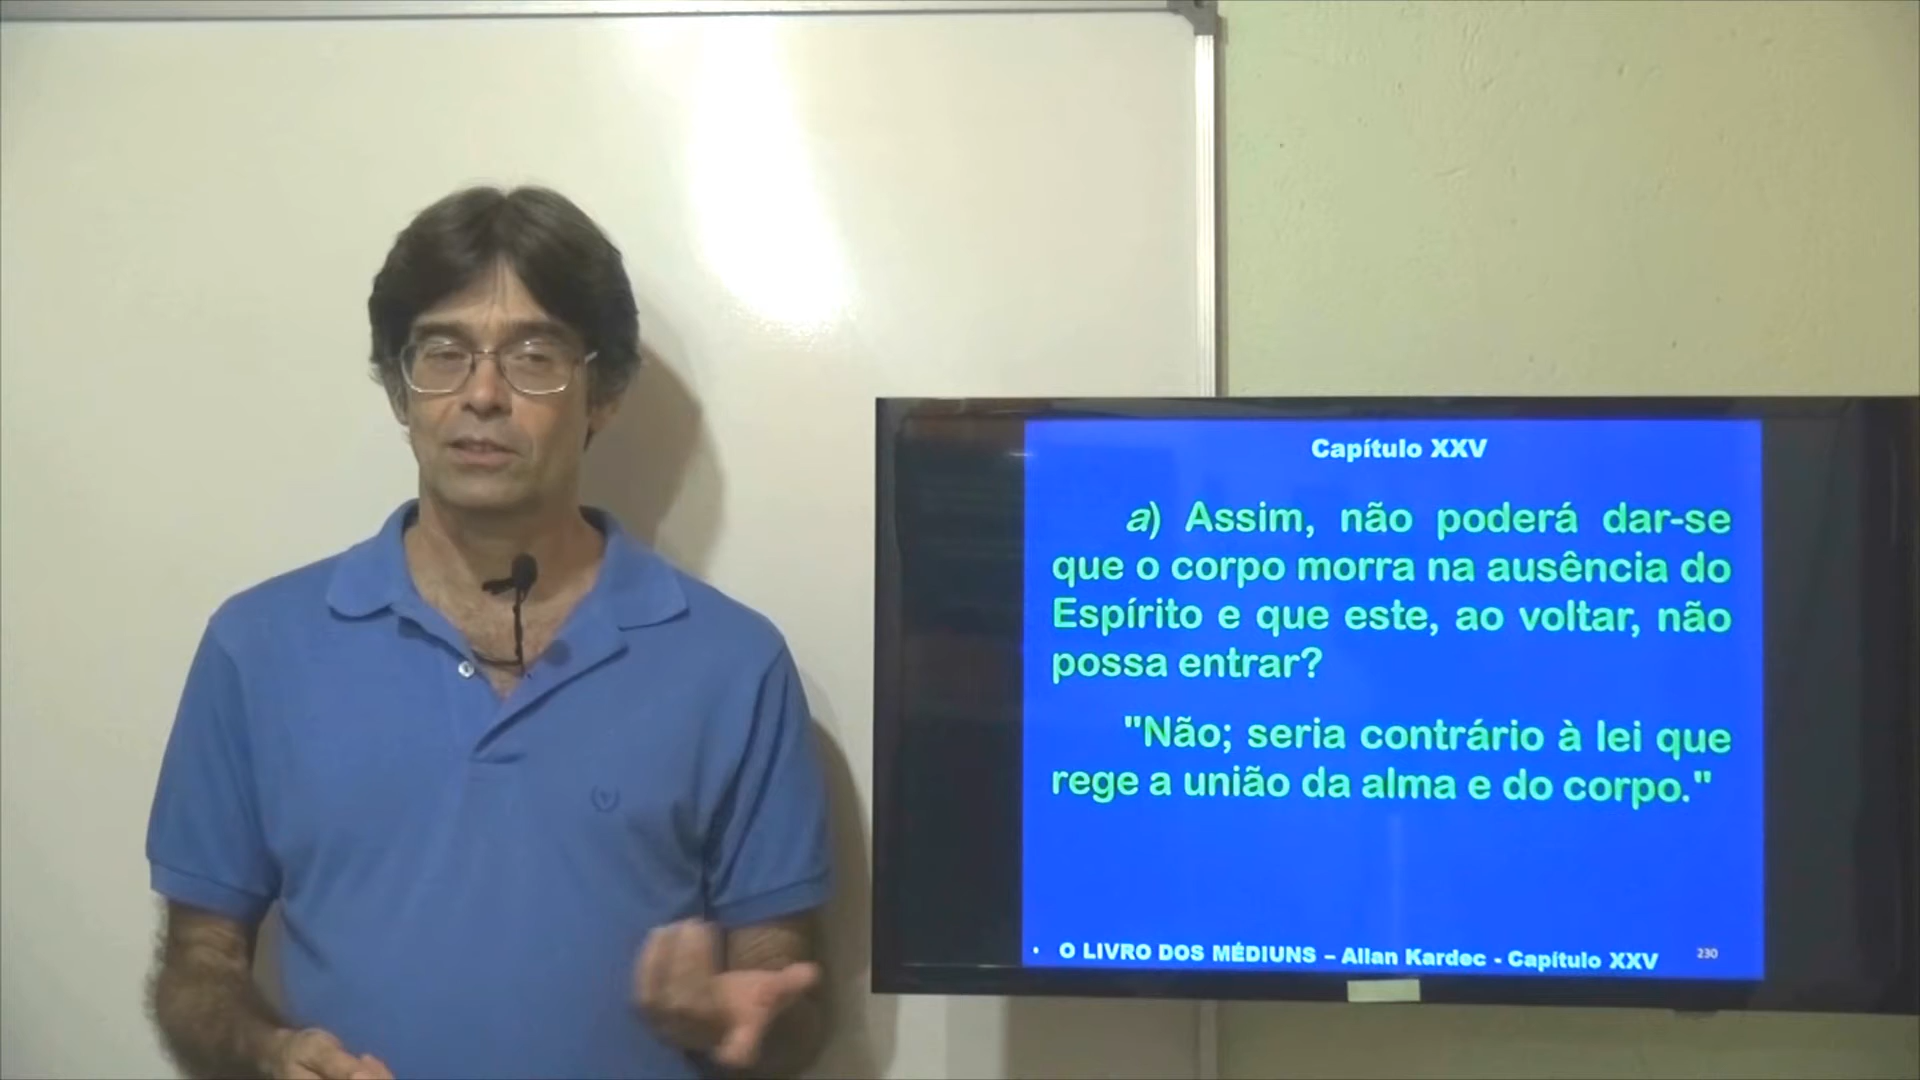 Capítulo XXV
a) Assim, não poderá dar-se
que o corpo morra na ausência do
Espírito e que este, ao voltar, não
possa entrar?
"Não; seria contrário à lei que
rege a união da alma e do corpo."
• O LIVRO DOS MÉDIUNS – Allan Kardec - Capítulo XXV 230